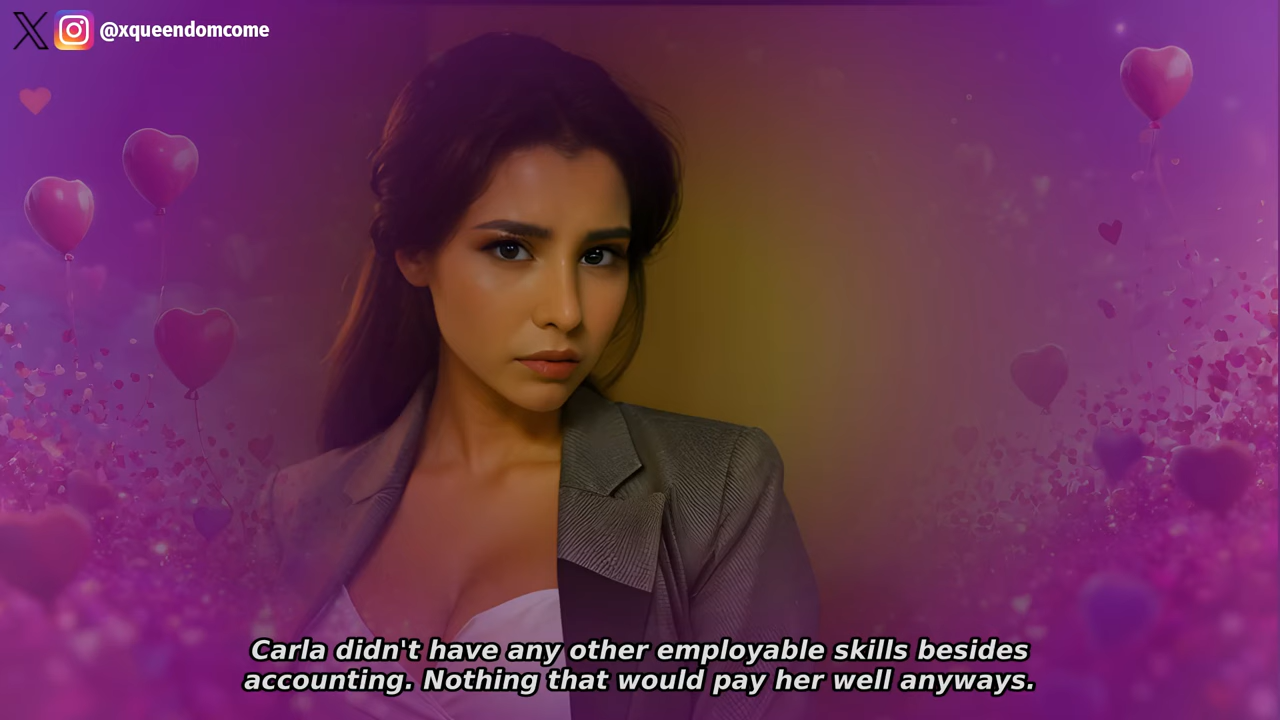 @xqueendomcome
Carla didn't have any other employable skills besides
accounting. Nothing that would pay her well anyways.